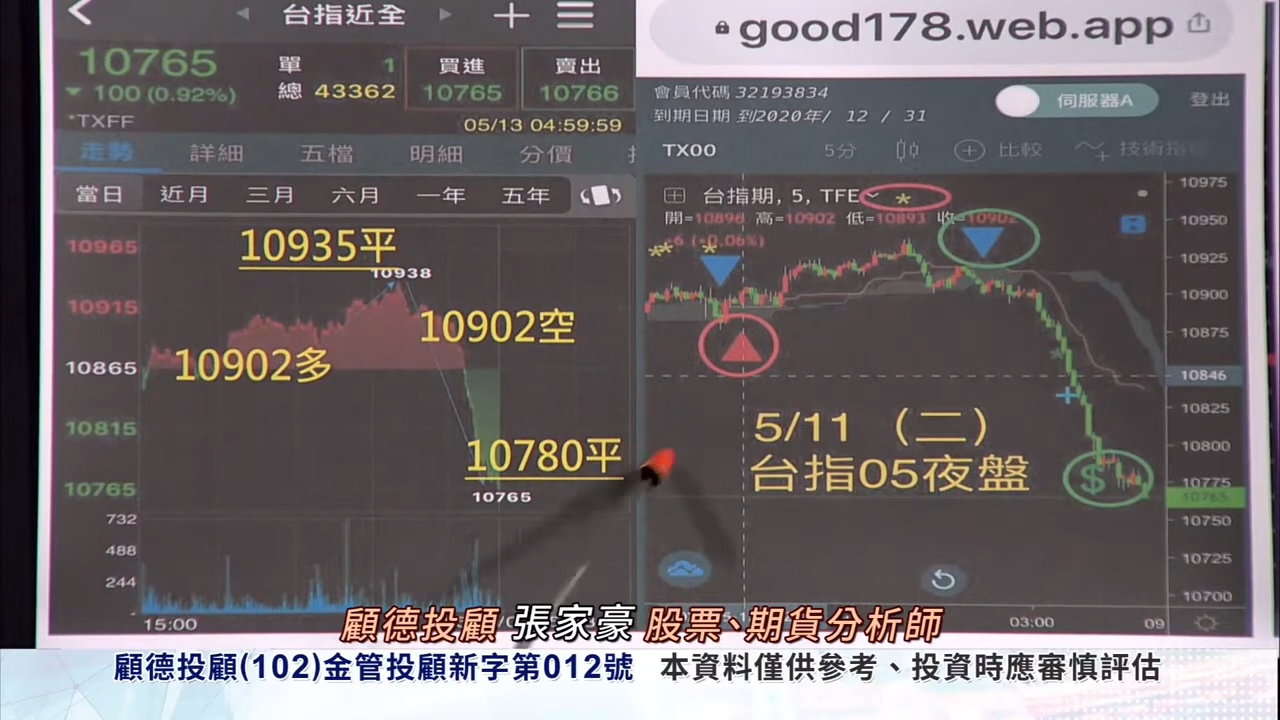 台指近全
10765
100 (0.92%)
單 1
總 43362
買進
10765
賣出
10766
*TXFF
05/13 04:59:59
走勢 詳細 五檔 明細 分價
當日 近月 三月 六月 一年 五年
10965
10915
10865
10815
10765
732
488
244
10935平
10938
10902多
10902空
10780平
10765
15:00
good178.web.app
會員代碼 32193834
到期日期 到2020年/ 12 / 31
伺服器A
登出
TX00 5分 比較 技術指
台指期, 5, TFE
開=10896 高=10902 低=10893 收=10902
+6 (+0.06%)
10975
10950
10925
10900
10875
10846
10825
10800
10775
10765
10750
10725
10700
5/11 （二）
台指05夜盤
$
03:00
09
顧德投顧 張家豪 股票、期貨分析師
顧德投顧(102)金管投顧新字第012號 本資料僅供參考、投資時應審慎評估